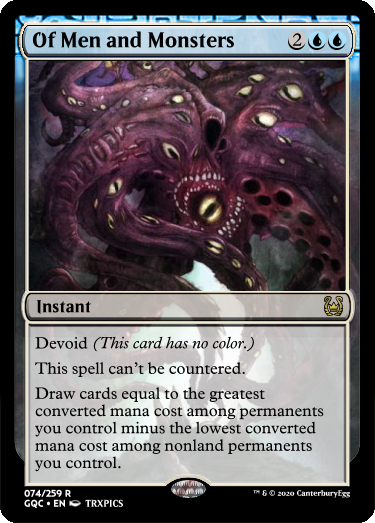 Of Men and Monsters 2
Instant
Devoid (This card has no color.)
This spell can't be countered.
Draw cards equal to the greatest
converted mana cost among permanents
you control minus the lowest converted
mana cost among nonland permanents
you control.
074/259 R
GQC • EN TRXPICS
™ & © 2020 CanterburyEgg